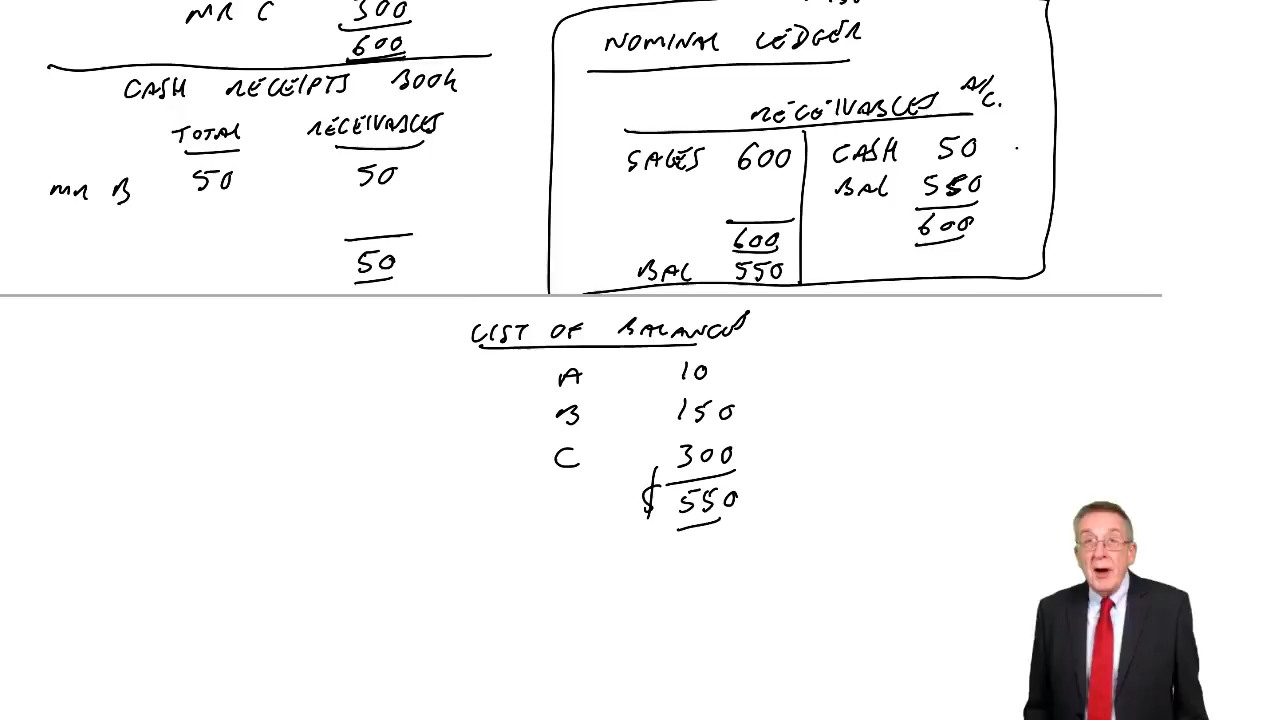 MR C 300
600
CASH RECEIPTS BOOK
TOTAL RECEIVABLES
MR B 50 50
50
NOMINAL LEDGER
RECEIVABLES A/C.
SALES 600 CASH 50
BAL 550
600 600
BAL 550
LIST OF BALANCES
A 10
B 150
C 300
$ 550